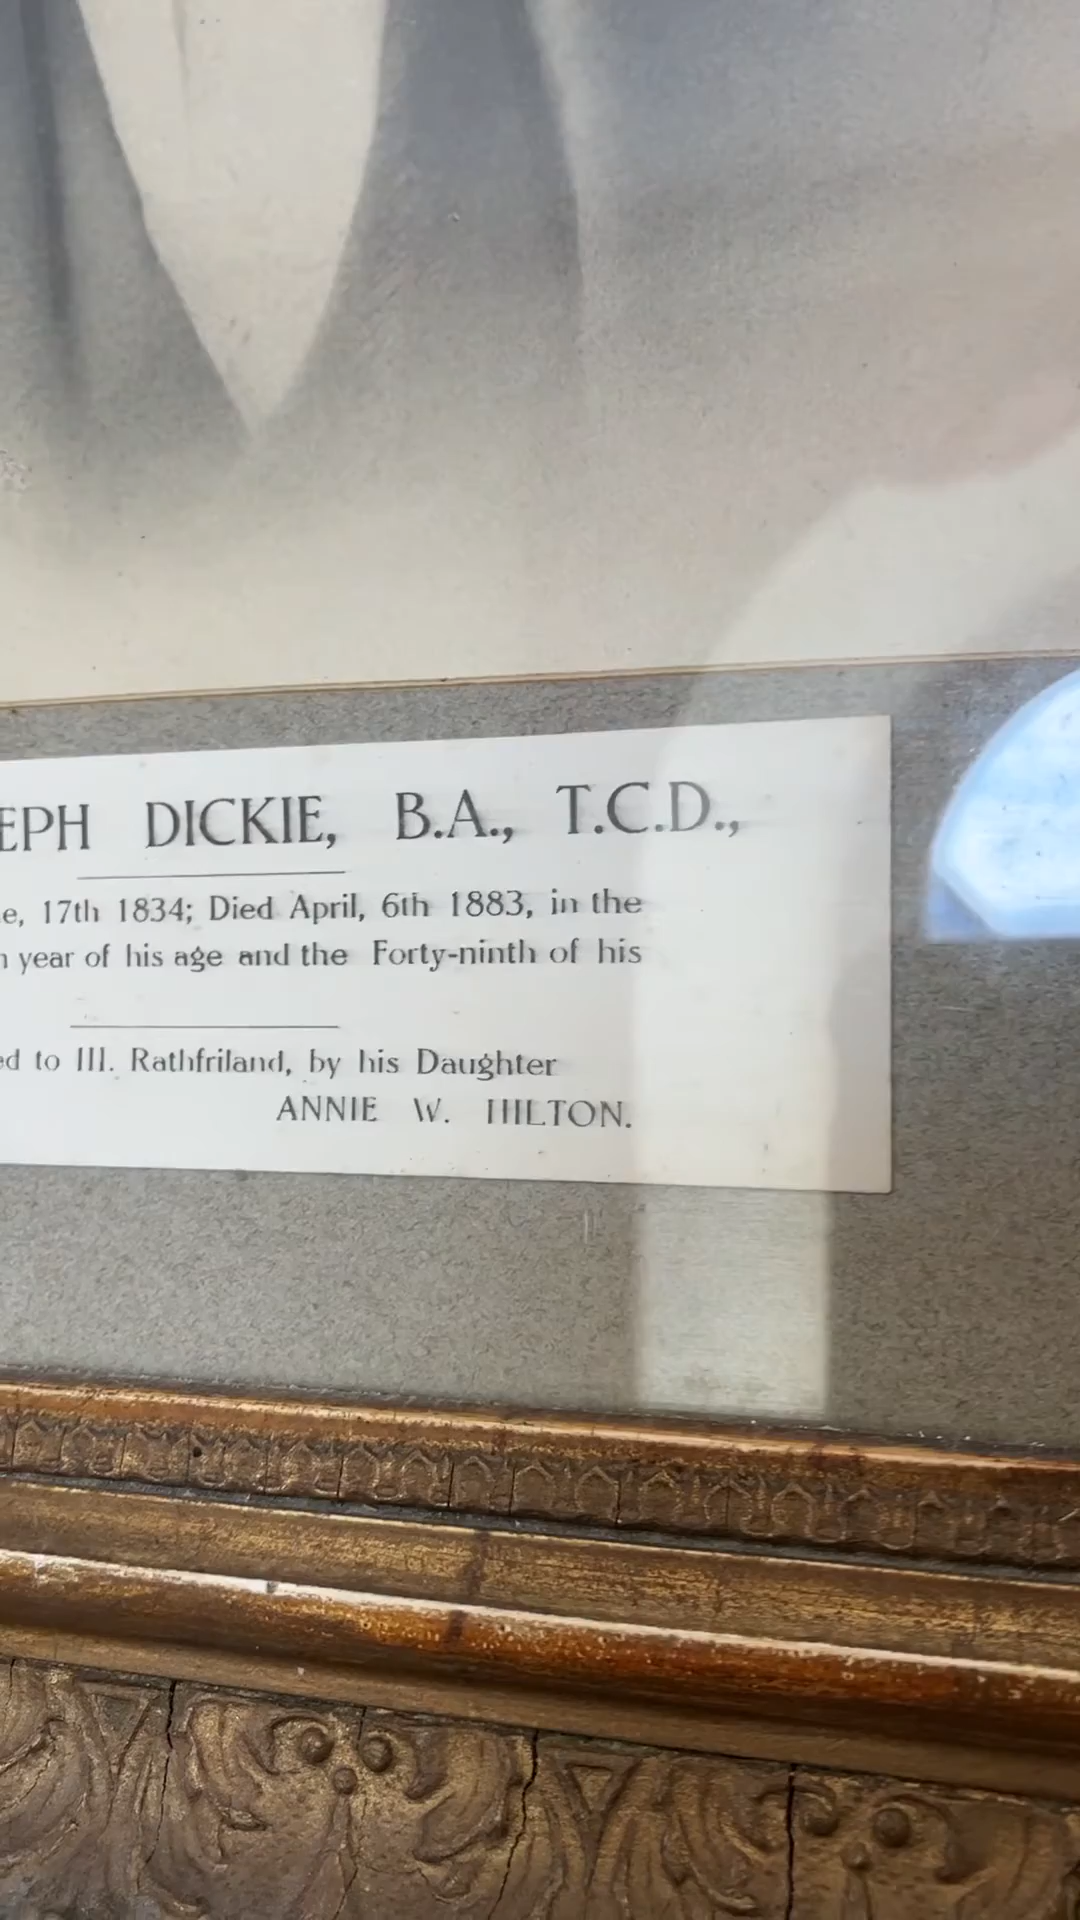 EPH DICKIE, B.A., T.C.D.,
e, 17th 1834; Died April, 6th 1883, in the
year of his age and the Forty-ninth of his
ed to III. Rathfriland, by his Daughter
ANNIE W. HILTON.